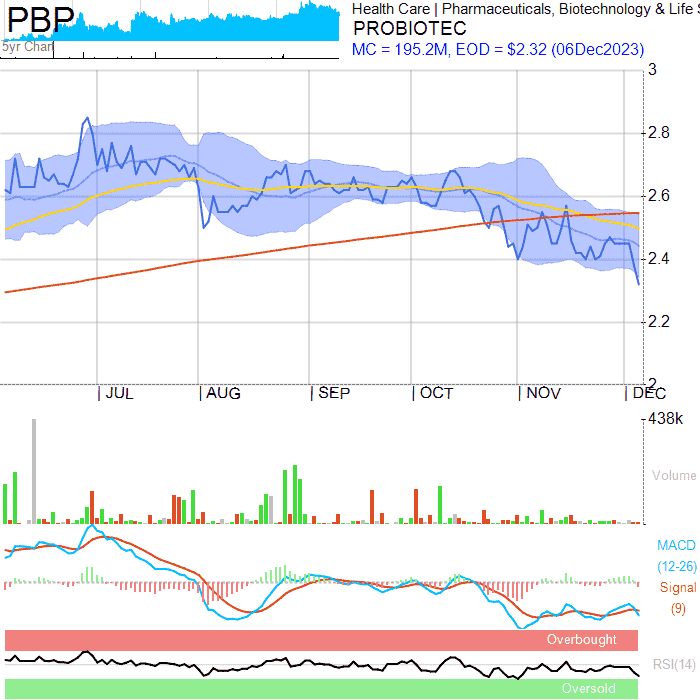 PBP
5yr Chart
Health Care | Pharmaceuticals, Biotechnology & Life S
PROBIOTEC
MC = 195.2M, EOD = $2.32 (06Dec2023)
3
2.8
2.6
2.4
2.2
2
JUL AUG SEP OCT NOV DEC
438k
Volume
MACD
(12-26)
Signal
(9)
Overbought
RSI(14)
Oversold